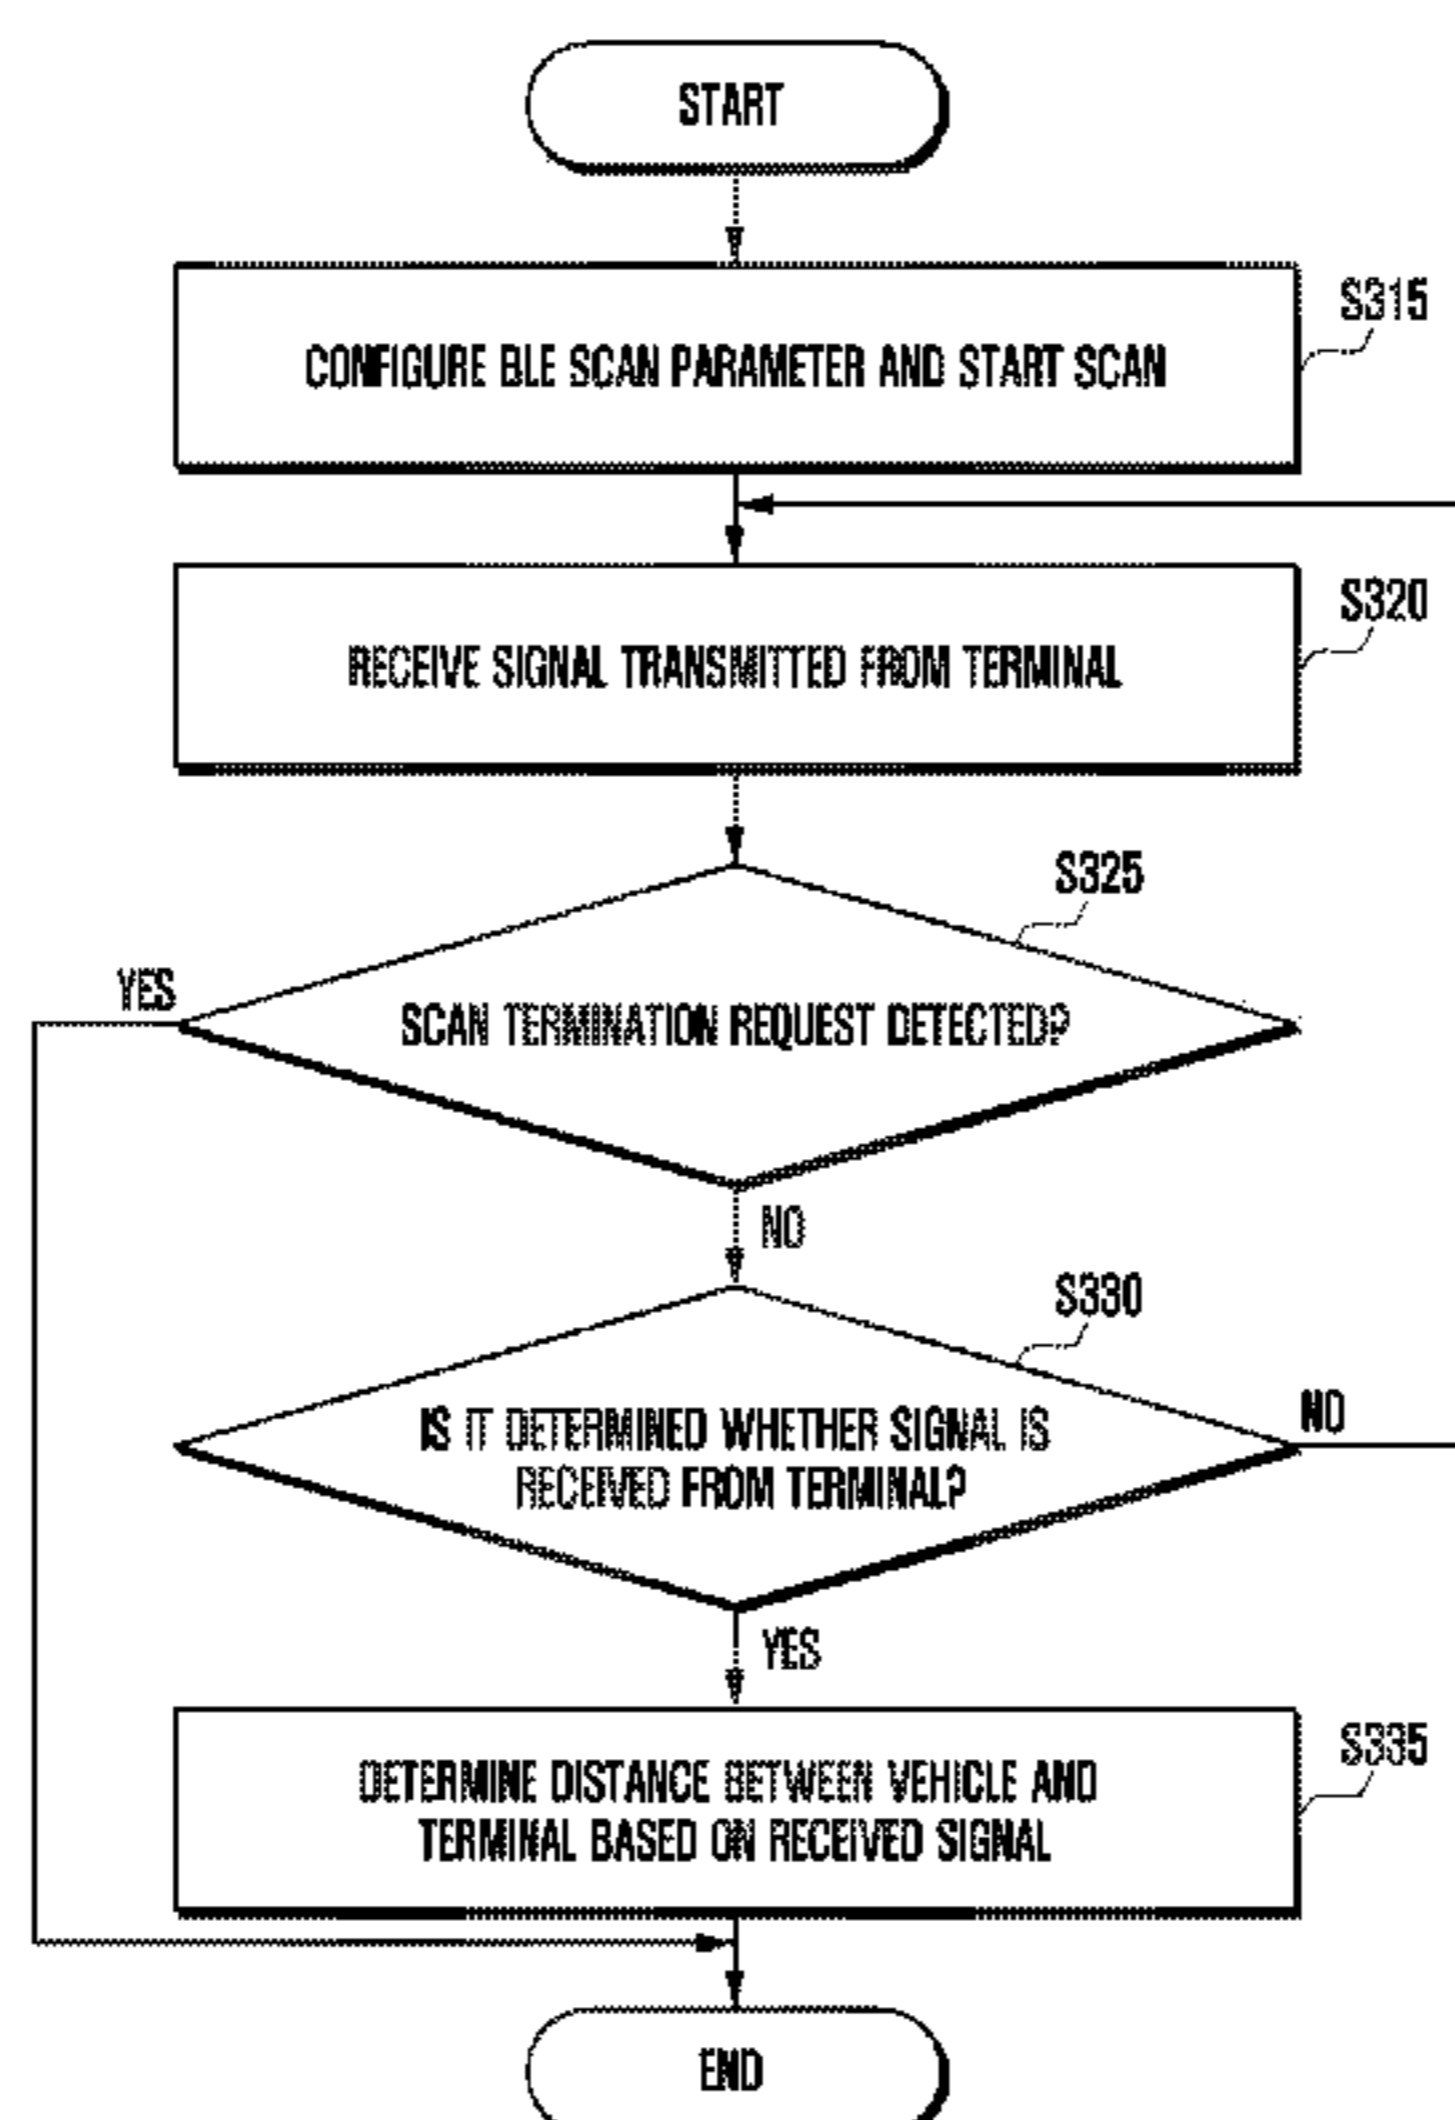 START
CONFIGURE BLE SCAN PARAMETER AND START SCAN
S315
RECEIVE SIGNAL TRANSMITTED FROM TERMINAL
S320
S325
YES
SCAN TERMINATION REQUEST DETECTED?
NO
S330
IS IT DETERMINED WHETHER SIGNAL IS
RECEIVED FROM TERMINAL?
NO
YES
DETERMINE DISTANCE BETWEEN VEHICLE AND
TERMINAL BASED ON RECEIVED SIGNAL
S335
END